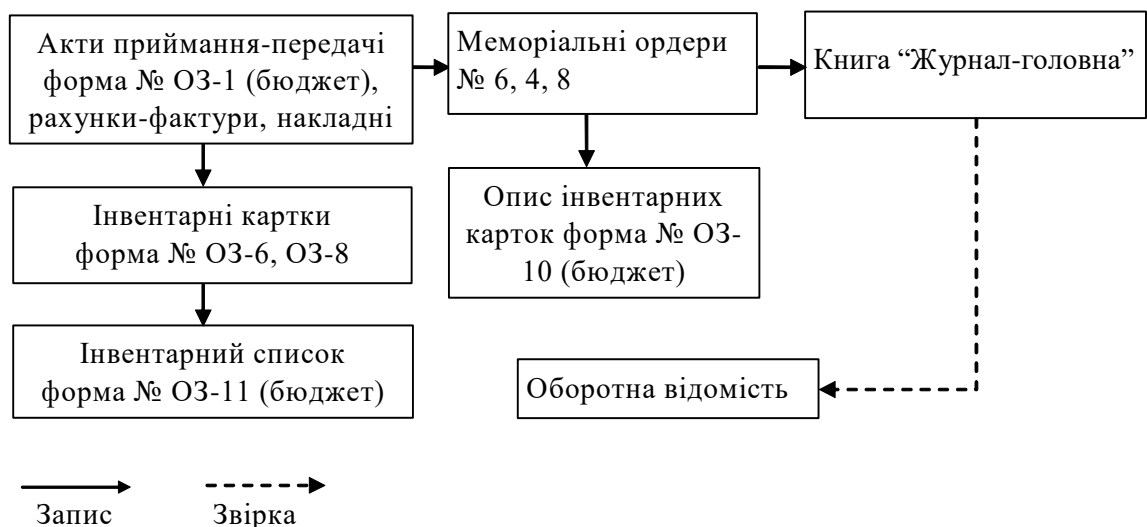 Акти приймання-передачі
форма № ОЗ-1 (бюджет),
рахунки-фактури, накладні
Меморіальні ордери
№ 6, 4, 8
Книга “Журнал-головна”
Інвентарні картки
форма № ОЗ-6, ОЗ-8
Опис інвентарних
карток форма № ОЗ-
10 (бюджет)
Інвентарний список
форма № ОЗ-11 (бюджет)
Оборотна відомість
Запис
Звірка